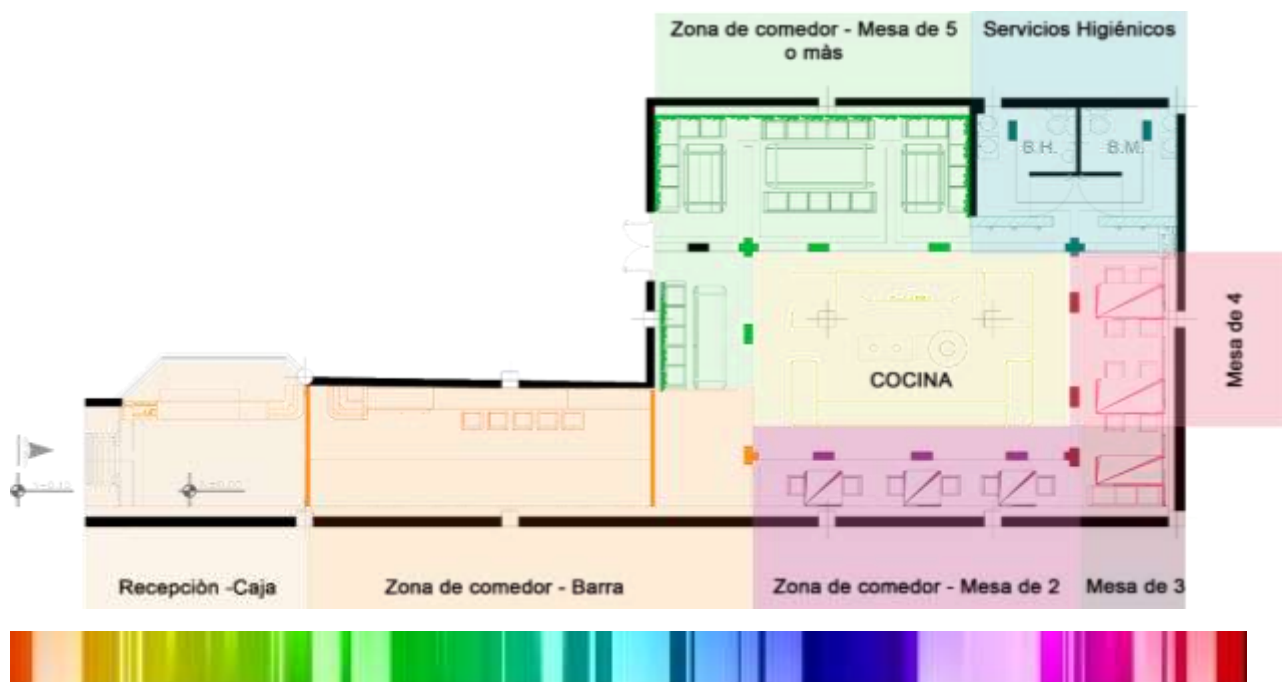 Zona de comedor - Mesa de 5
o màs
Servicios Higiénicos
B.H.
B.M.
Mesa de 4
COCINA
Recepciòn -Caja
Zona de comedor - Barra
Zona de comedor - Mesa de 2
Mesa de 3